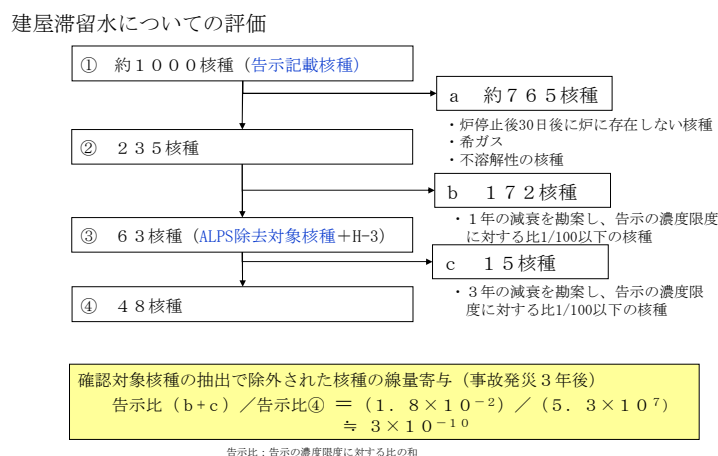 建屋滞留水についての評価
① 約1000核種（告示記載核種）
a 約765核種
・炉停止後30日後に炉に存在しない核種
・希ガス
・不溶解性の核種
② 235核種
b 172核種
・1年の減衰を勘案し、告示の濃度限度
に対する比1/100以下の核種
③ 63核種（ALPS除去対象核種＋H-3）
c 15核種
・3年の減衰を勘案し、告示の濃度限
度に対する比1/100以下の核種
④ 48核種
確認対象核種の抽出で除外された核種の線量寄与（事故発災3年後）
告示比（b+c）／告示比④ ＝（1．8×10⁻²）／（5．3×10⁷）
≒ 3×10⁻¹⁰
告示比：告示の濃度限度に対する比の和